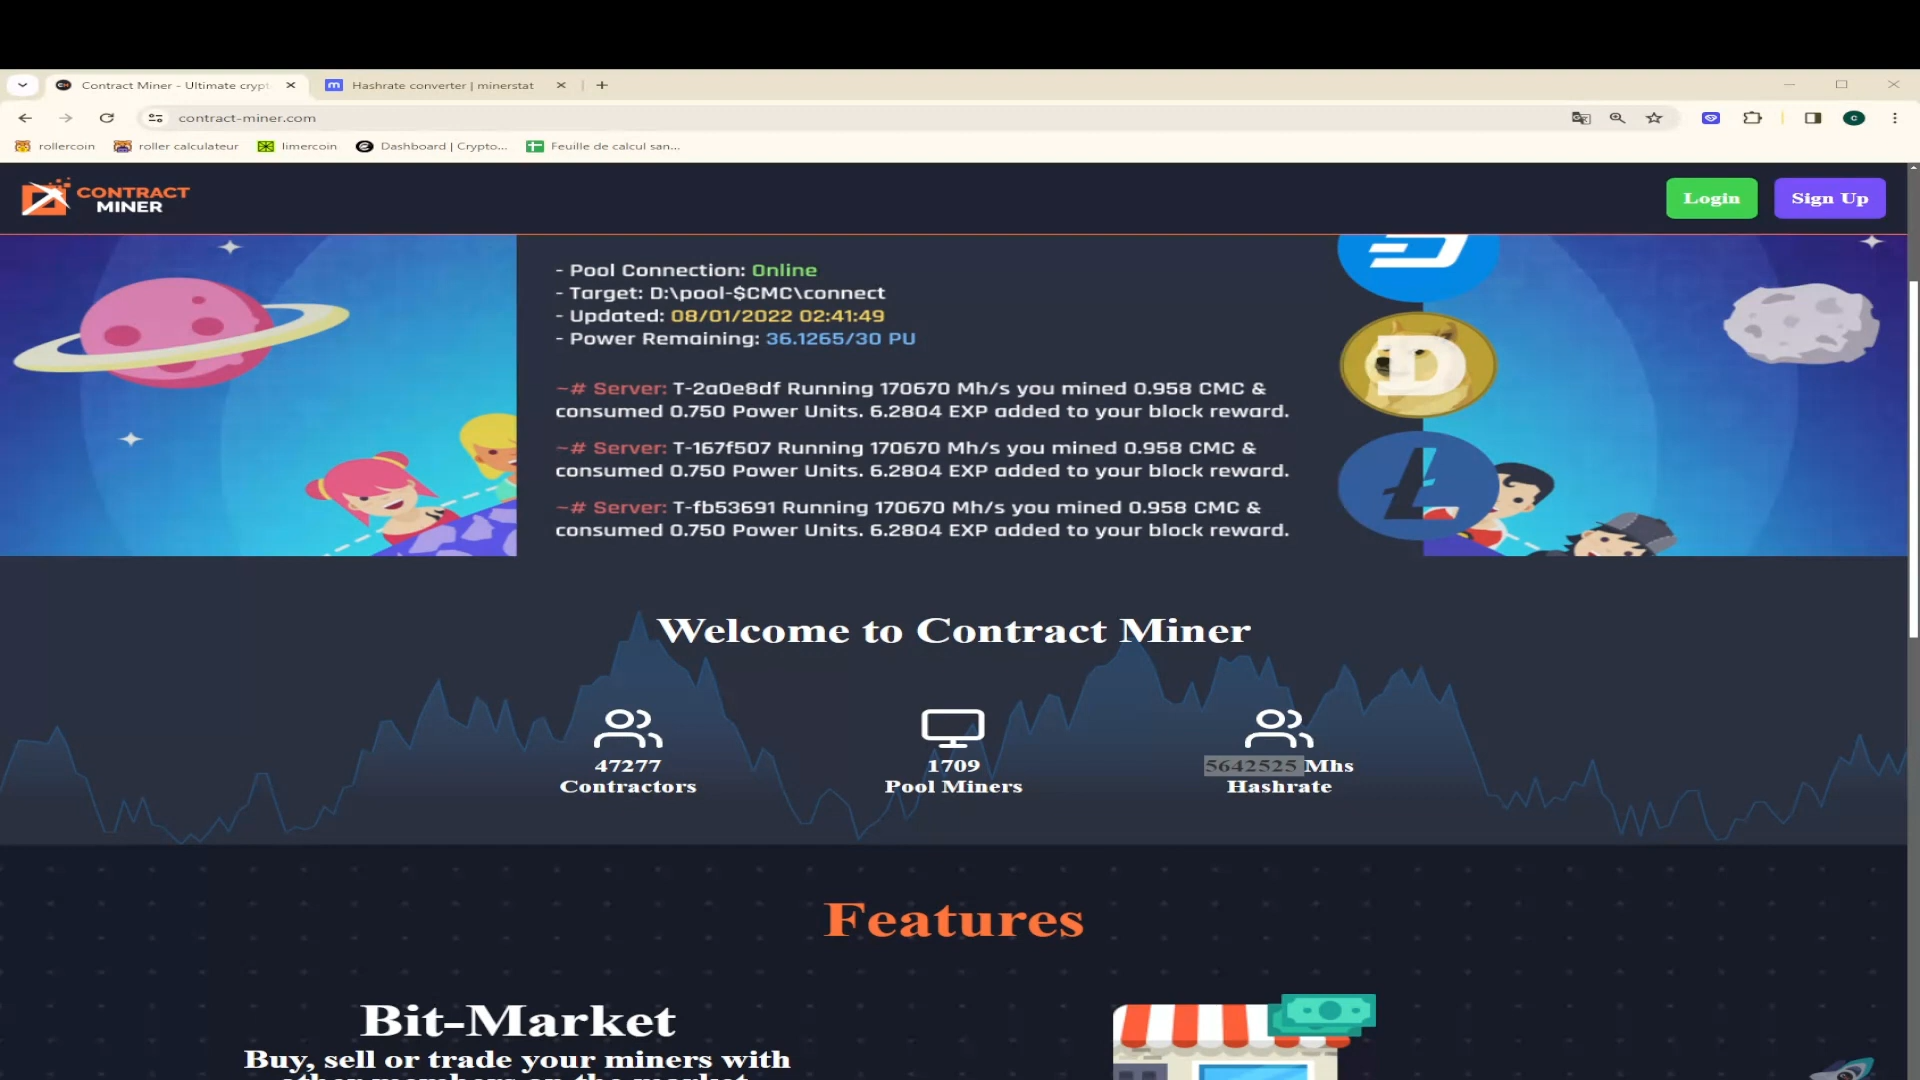 Contract Miner - Ultimate crypt
Hashrate converter | minerstat
contract-miner.com
rollercoin
roller calculateur
limercoin
Dashboard | Crypto...
Feuille de calcul san...
CONTRACT
MINER
Login
Sign Up
- Pool Connection: Online
- Target: D:\pool-$CMC\connect
- Updated: 08/01/2022 02:41:49
- Power Remaining: 36.1265/30 PU
~# Server: T-2a0e8df Running 170670 Mh/s you mined 0.958 CMC &
consumed 0.750 Power Units. 6.2804 EXP added to your block reward.
~# Server: T-167f507 Running 170670 Mh/s you mined 0.958 CMC &
consumed 0.750 Power Units. 6.2804 EXP added to your block reward.
~# Server: T-fb53691 Running 170670 Mh/s you mined 0.958 CMC &
consumed 0.750 Power Units. 6.2804 EXP added to your block reward.
Welcome to Contract Miner
47277
Contractors
1709
Pool Miners
5642525 Mhs
Hashrate
Features
Bit-Market
Buy, sell or trade your miners with
other members on the market